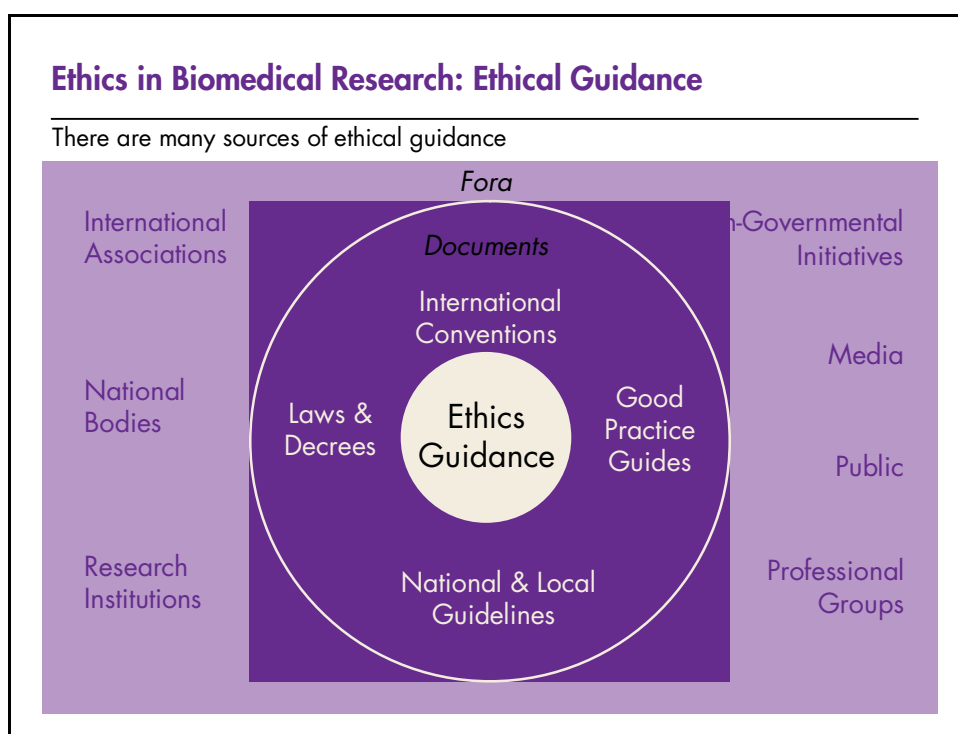 Ethics in Biomedical Research: Ethical Guidance
There are many sources of ethical guidance
Fora
International
Associations
National
Bodies
Research
Institutions
Documents
International
Conventions
Laws &
Decrees
Ethics
Guidance
Good
Practice
Guides
National & Local
Guidelines
-Governmental
Initiatives
Media
Public
Professional
Groups